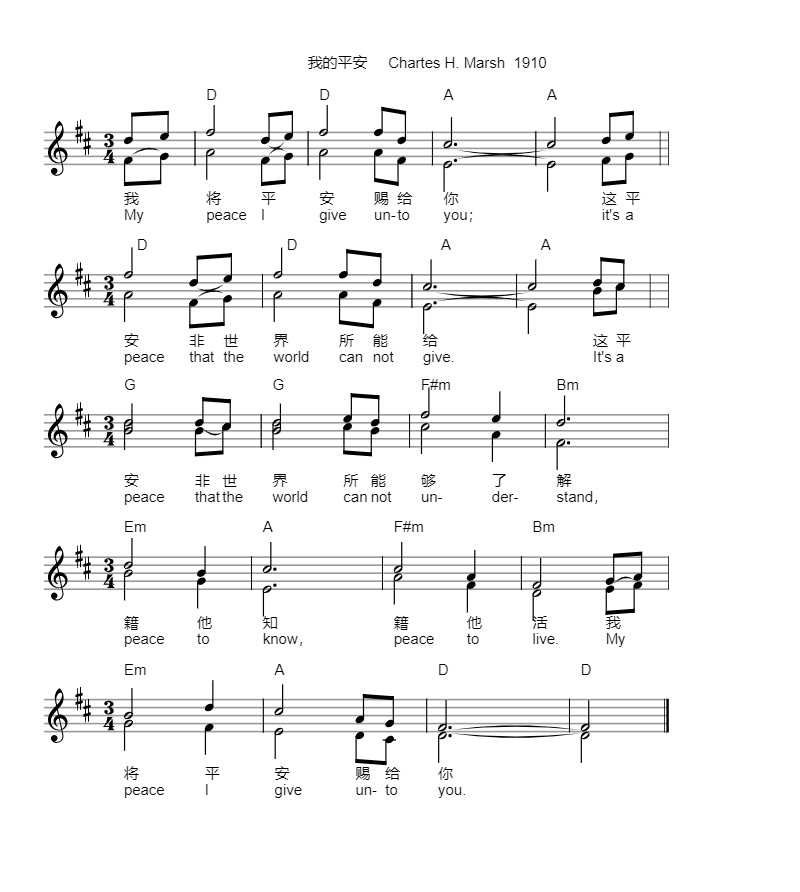 我的平安 Chartes H. Marsh 1910
D D A A
3 4
我 将 平 安 赐 给 你 这 平
My peace I give un-to you; it's a
D D A A
3 4
安 非 世 界 所 能 给 这 平
peace that the world can not give. It's a
G G F#m Bm
3 4
安 非 世 界 所 能 够 了 解
peace that the world can not un- der- stand,
Em A F#m Bm
3 4
籍 他 知 籍 他 活 我
peace to know, peace to live. My
Em A D D
3 4
将 平 安 赐 给 你
peace I give un- to you.